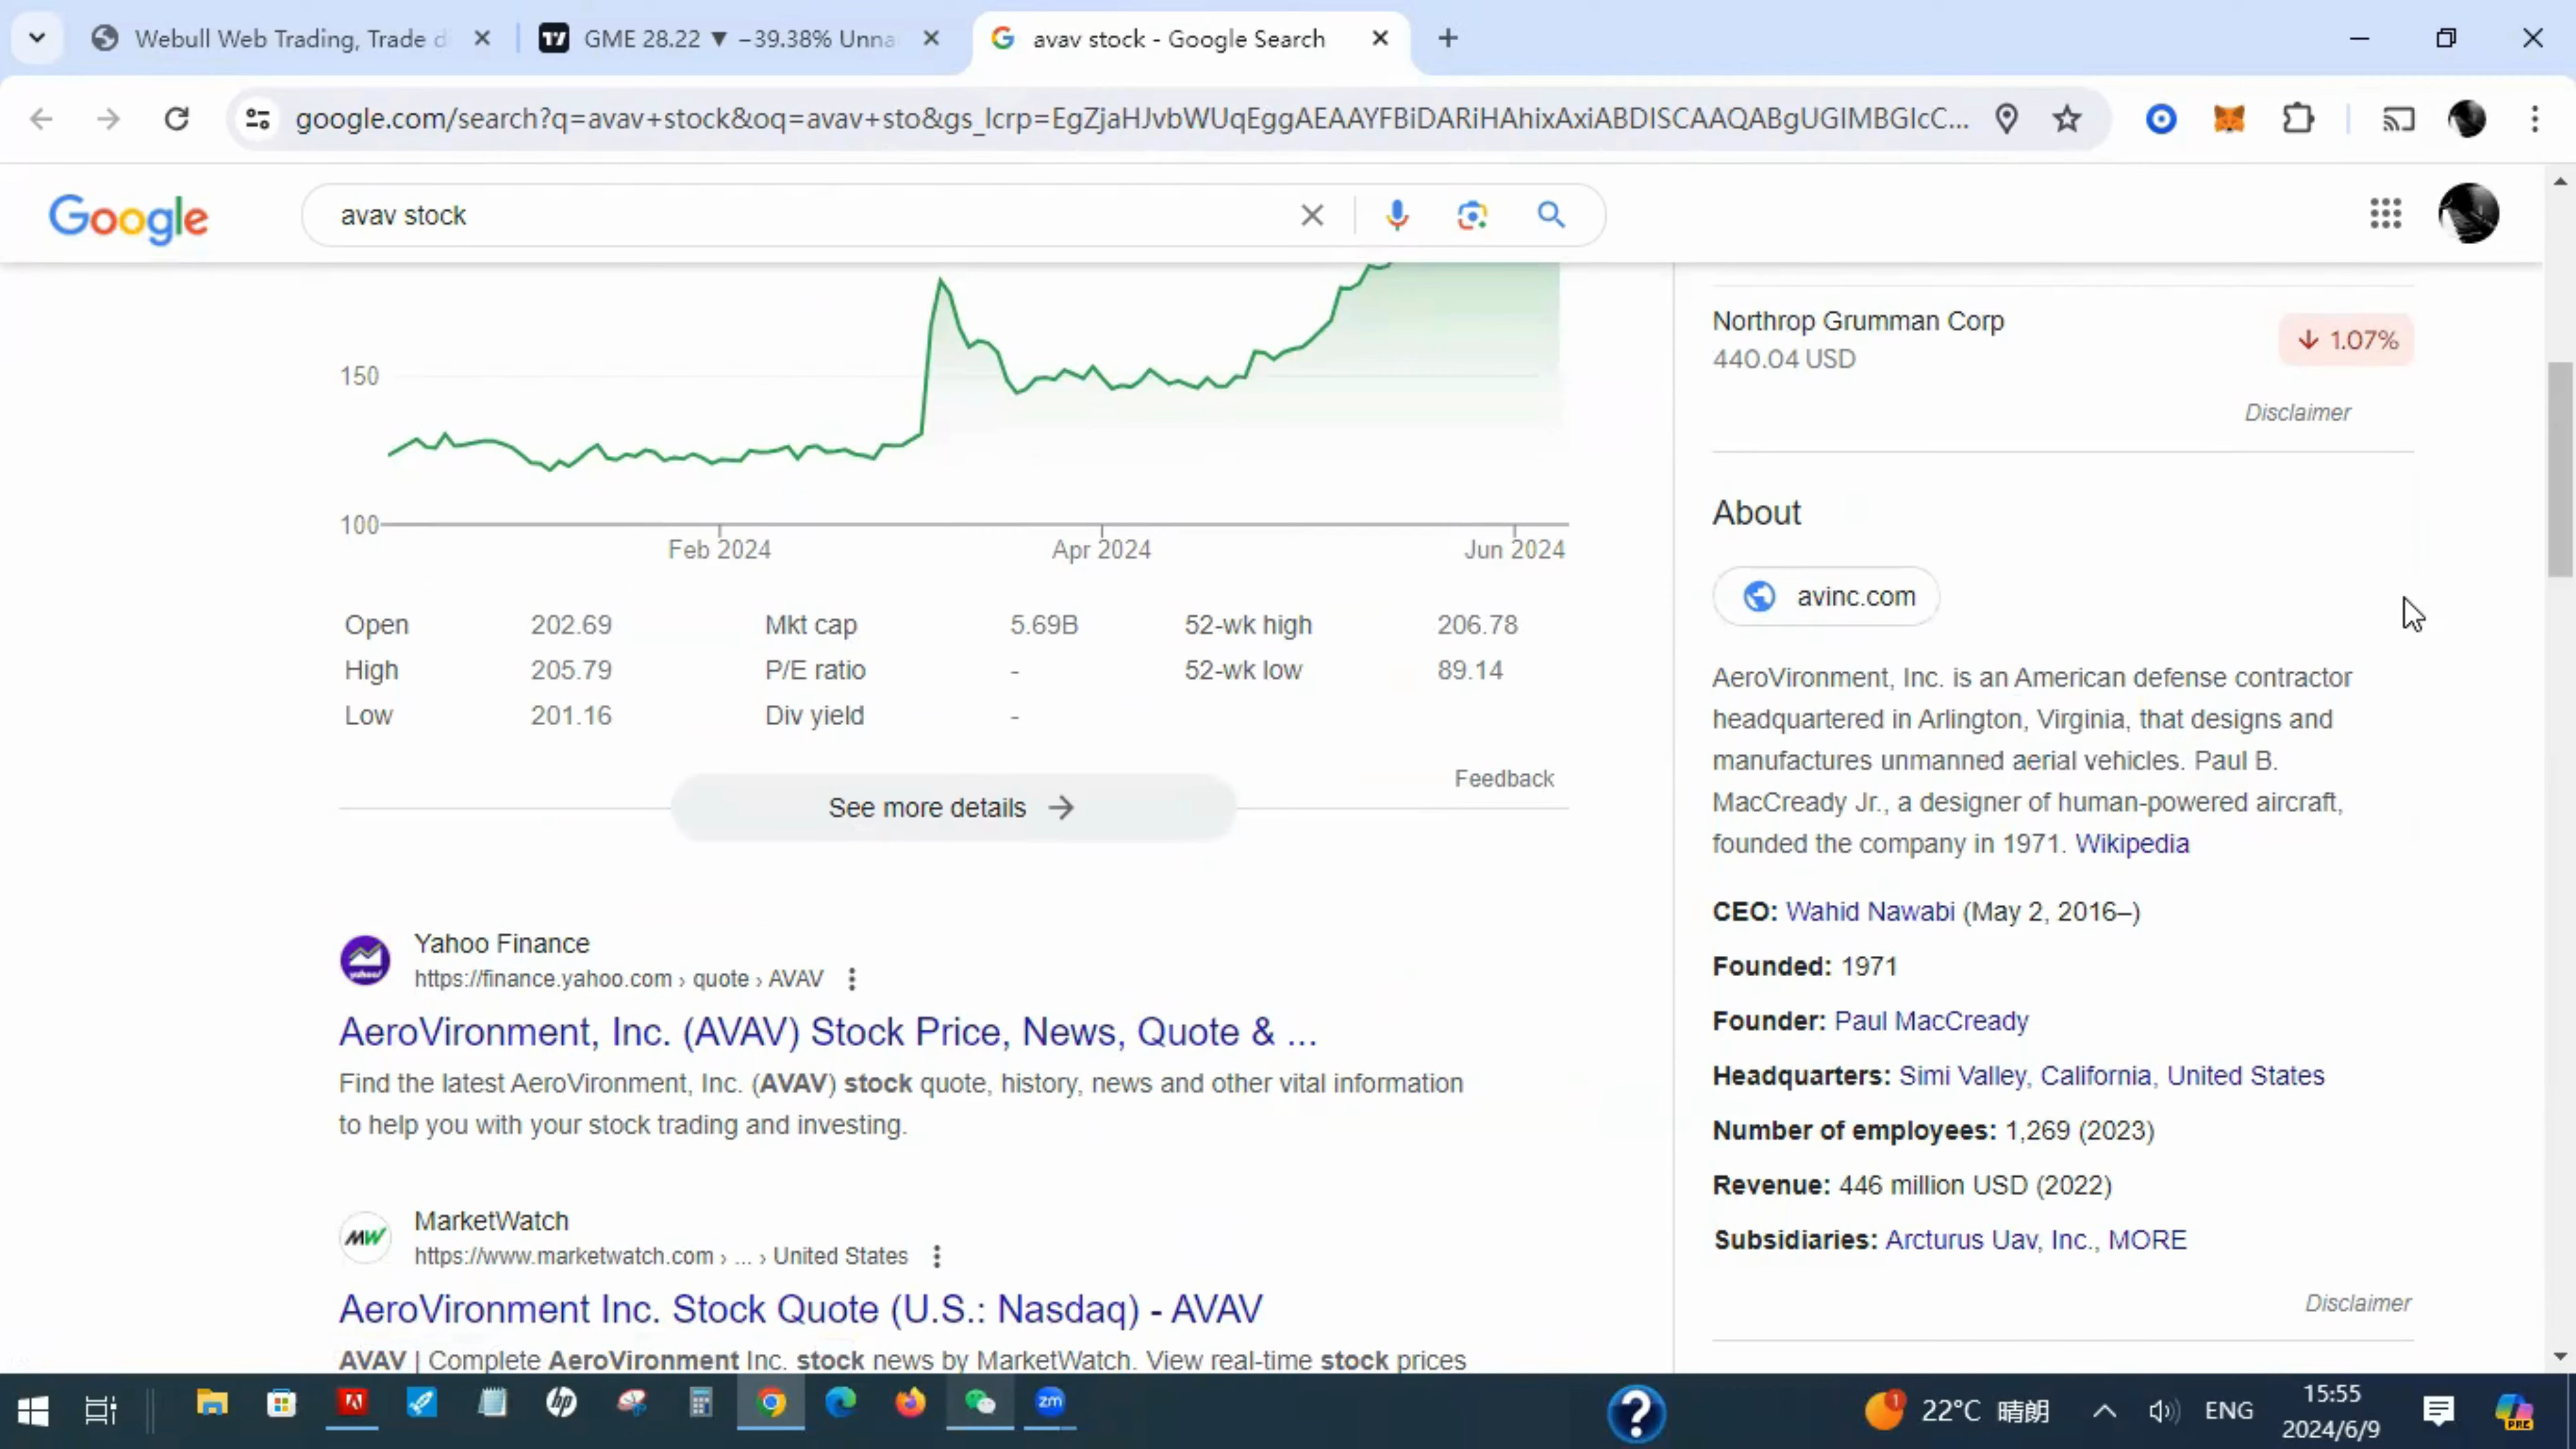 Webull Web Trading, Trade d
GME 28.22 ▼ −39.38% Unna
avav stock - Google Search
google.com/search?q=avav+stock&oq=avav+sto&gs_lcrp=EgZjaHJvbWUqEggAEAAYFBiDARiHAhixAxiABDISCAAQABgUGIMBGIcC...
Google
avav stock
150
100
Feb 2024
Apr 2024
Jun 2024
Open 202.69 Mkt cap 5.69B 52-wk high 206.78
High 205.79 P/E ratio - 52-wk low 89.14
Low 201.16 Div yield -
Feedback
See more details →
Yahoo Finance
https://finance.yahoo.com › quote › AVAV
AeroVironment, Inc. (AVAV) Stock Price, News, Quote & ...
Find the latest AeroVironment, Inc. (AVAV) stock quote, history, news and other vital information
to help you with your stock trading and investing.
MW
MarketWatch
https://www.marketwatch.com › ... › United States
AeroVironment Inc. Stock Quote (U.S.: Nasdaq) - AVAV
AVAV | Complete AeroVironment Inc. stock news by MarketWatch. View real-time stock prices
Northrop Grumman Corp
440.04 USD
↓ 1.07%
Disclaimer
About
avinc.com
AeroVironment, Inc. is an American defense contractor
headquartered in Arlington, Virginia, that designs and
manufactures unmanned aerial vehicles. Paul B.
MacCready Jr., a designer of human-powered aircraft,
founded the company in 1971. Wikipedia
CEO: Wahid Nawabi (May 2, 2016–)
Founded: 1971
Founder: Paul MacCready
Headquarters: Simi Valley, California, United States
Number of employees: 1,269 (2023)
Revenue: 446 million USD (2022)
Subsidiaries: Arcturus Uav, Inc., MORE
Disclaimer
hp
zm
?
1
22°C 晴朗
ENG
15:55
2024/6/9
PRE